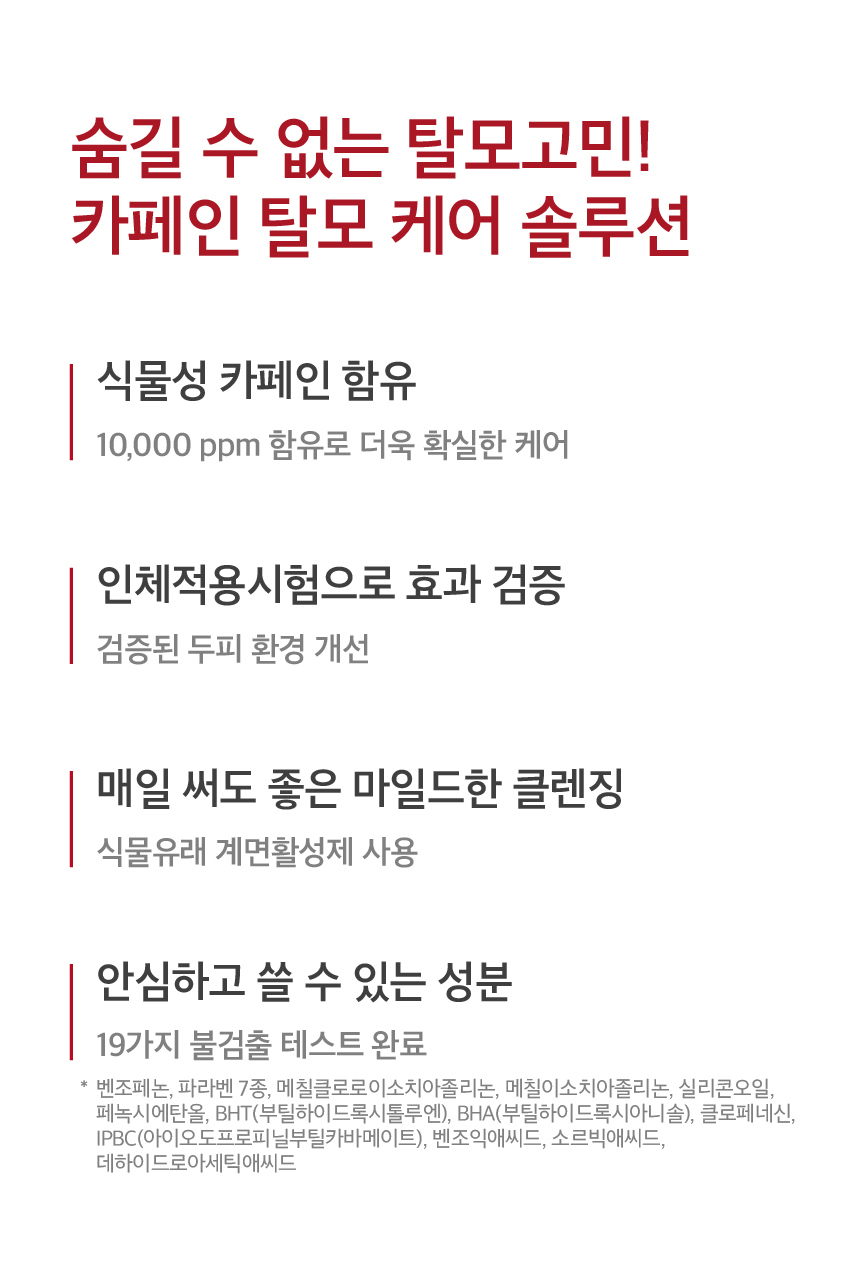 숨길 수 없는 탈모고민!
카페인 탈모 케어 솔루션
식물성 카페인 함유
10,000 ppm 함유로 더욱 확실한 케어
인체적용시험으로 효과 검증
검증된 두피 환경 개선
매일 써도 좋은 마일드한 클렌징
식물유래 계면활성제 사용
안심하고 쓸 수 있는 성분
19가지 불검출 테스트 완료
* 벤조페논, 파라벤 7종, 메칠클로로이소치아졸리논, 메칠이소치아졸리논, 실리콘오일,
페녹시에탄올, BHT(부틸하이드록시톨루엔), BHA(부틸하이드록시아니솔), 클로페네신,
IPBC(아이오도프로피닐부틸카바메이트), 벤조익애씨드, 소르빅애씨드,
데하이드로아세틱애씨드